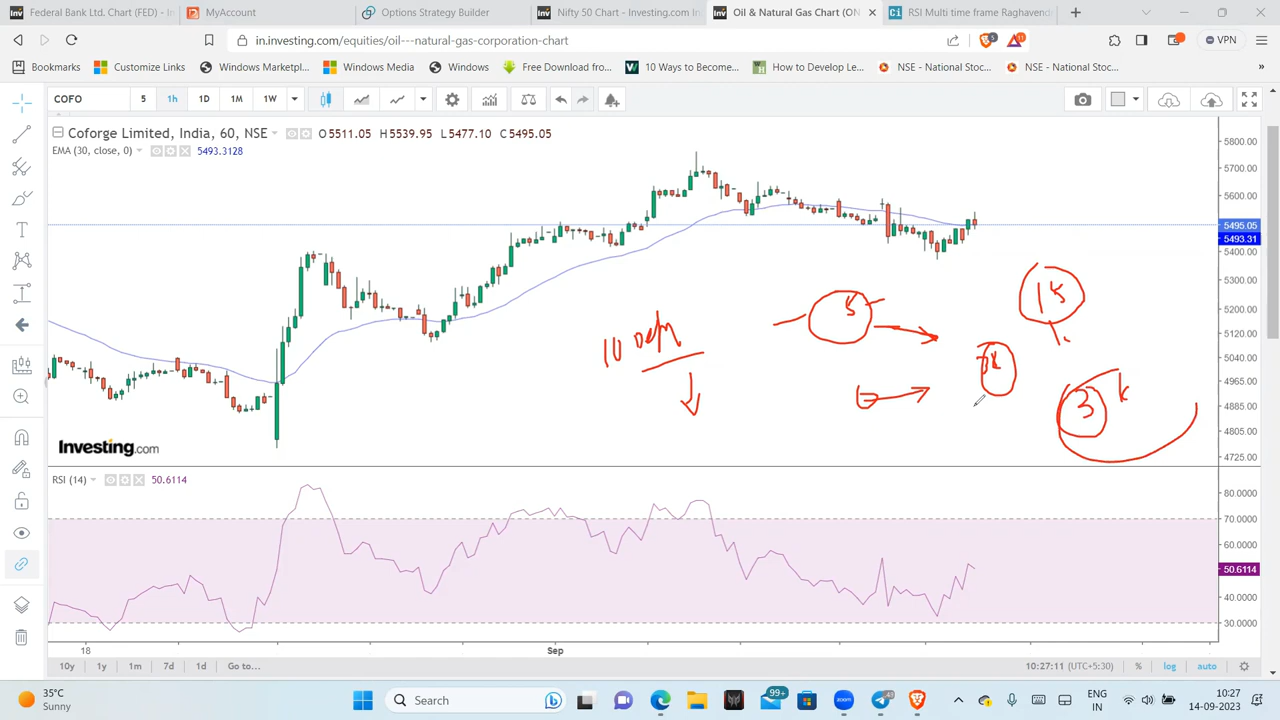 Federal Bank Ltd. Chart (FED) - In
MyAccount
Options Strategy Builder
Nifty 50 Chart - Investing.com In
Oil & Natural Gas Chart (ON
RSI Multi time frame Raghavend
in.investing.com/equities/oil---natural-gas-corporation-chart
VPN
Bookmarks
Customize Links
Windows Marketpl...
Windows Media
Windows
Free Download fro...
10 Ways to Become...
How to Develop Le...
NSE - National Stoc...
NSE - National Stoc...
COFO 5 1h 1D 1M 1W
Coforge Limited, India, 60, NSE O5511.05 H5539.95 L5477.10 C5495.05
EMA (30, close, 0) 5493.3128
5800.00
5700.00
5600.00
5495.05
5493.31
5400.00
5300.00
5200.00
5120.00
5040.00
4965.00
4885.00
4805.00
4725.00
15
5
10
3 k
Investing.com
RSI (14) 50.6114
80.0000
70.0000
60.0000
50.6114
40.0000
30.0000
18 Sep
10y 1y 1m 7d 1d Go to... 10:27:11 (UTC+5:30) % log auto
35°C
Sunny
Search
99+
ENG
IN
10:27
14-09-2023